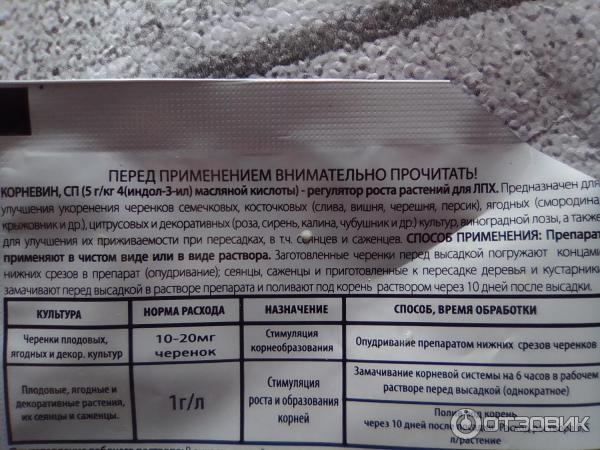 ПЕРЕД ПРИМЕНЕНИЕМ ВНИМАТЕЛЬНО ПРОЧИТАТЬ!
КОРНЕВИН, СП (5 г/кг 4(индол-3-ил) масляной кислоты) - регулятор роста растений для ЛПХ. Предназначен для
улучшения укоренения черенков семечковых, косточковых (слива, вишня, черешня, персик), ягодных (смородина,
крыжовник и др.), цитрусовых и декоративных (роза, сирень, калина, чубушник и др.) культур, виноградной лозы, а также
для улучшения их приживаемости при пересадках, в т.ч. сеянцев и саженцев. СПОСОБ ПРИМЕНЕНИЯ: Препарат
применяют в чистом виде или в виде раствора. Заготовленные черенки перед высадкой погружают концами
нижних срезов в препарат (опудривание); сеянцы, саженцы и приготовленные к пересадке деревья и кустарники
замачивают перед высадкой в растворе препарата и поливают под корень раствором через 10 дней после высадки.
КУЛЬТУРА НОРМА РАСХОДА НАЗНАЧЕНИЕ СПОСОБ, ВРЕМЯ ОБРАБОТКИ
Черенки плодовых, ягодных и декор. культур
10-20мг черенок
Стимуляция корнеобразования
Опудривание препаратом нижних срезов черенков
Плодовые, ягодные и
декоративные растения,
их сеянцы и саженцы.
1г/л
Стимуляция
роста и образования
корней
Замачивание корневой системы на 6 часов в рабочем
растворе перед высадкой (однократное)
корень
через 10 дней после
л/растение
ОТЗОВИК